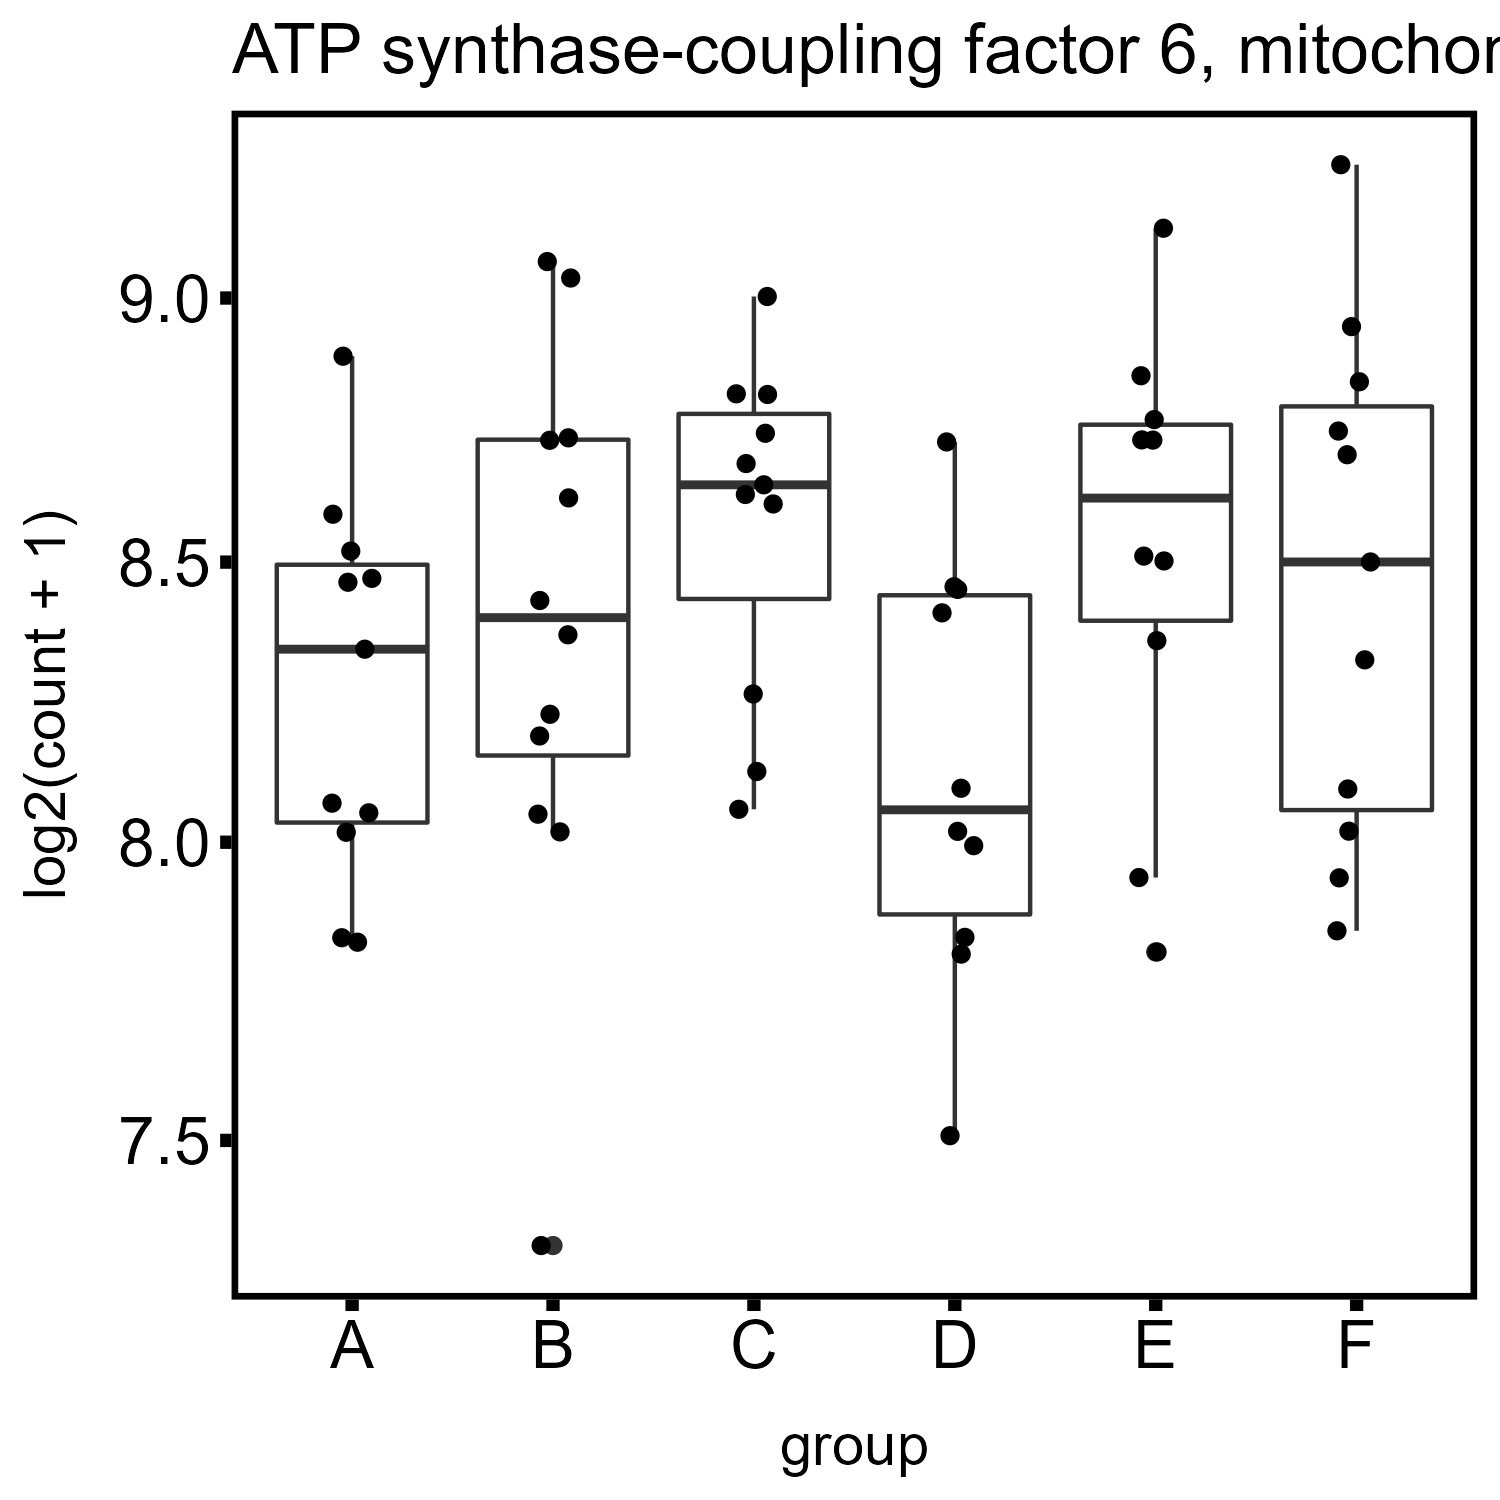 ATP synthase-coupling factor 6, mitochor
9.0
8.5
8.0
7.5
log2(count + 1)
A B C D E F
group